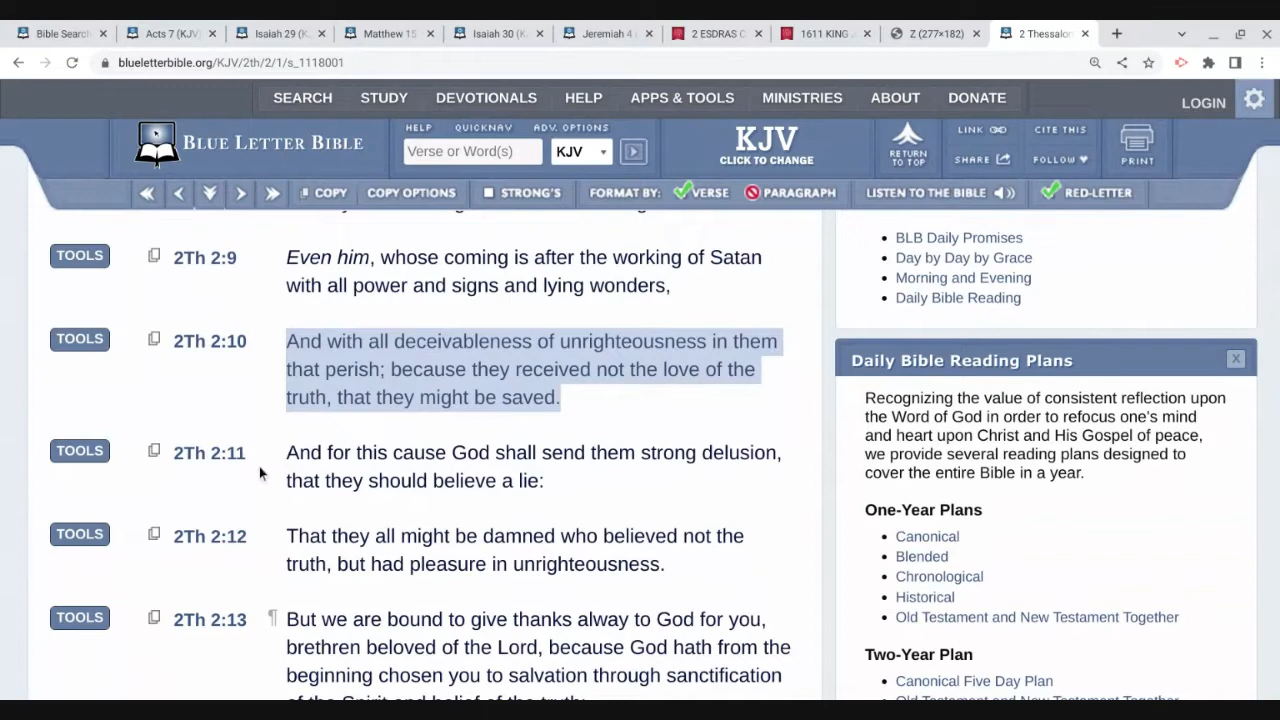 Bible Search
Acts 7 (KJV)
Isaiah 29 (K
Matthew 15
Isaiah 30 (K
Jeremiah 4
2 ESDRAS C
1611 KING
Z (277×182)
2 Thessalon
blueletterbible.org/KJV/2th/2/1/s_1118001
SEARCH STUDY DEVOTIONALS HELP APPS & TOOLS MINISTRIES ABOUT DONATE LOGIN
BLUE LETTER BIBLE
HELP QUICKNAV ADV. OPTIONS
Verse or Word(s) KJV
KJV
CLICK TO CHANGE
RETURN
TO TOP
LINK CITE THIS
SHARE FOLLOW
PRINT
COPY COPY OPTIONS STRONG'S FORMAT BY: VERSE PARAGRAPH LISTEN TO THE BIBLE RED-LETTER
TOOLS 2Th 2:9 Even him, whose coming is after the working of Satan
with all power and signs and lying wonders,
TOOLS 2Th 2:10 And with all deceivableness of unrighteousness in them
that perish; because they received not the love of the
truth, that they might be saved.
TOOLS 2Th 2:11 And for this cause God shall send them strong delusion,
that they should believe a lie:
TOOLS 2Th 2:12 That they all might be damned who believed not the
truth, but had pleasure in unrighteousness.
TOOLS 2Th 2:13 ¶ But we are bound to give thanks alway to God for you,
brethren beloved of the Lord, because God hath from the
beginning chosen you to salvation through sanctification
of the Spirit and belief of the truth:
BLB Daily Promises
Day by Day by Grace
Morning and Evening
Daily Bible Reading
Daily Bible Reading Plans
Recognizing the value of consistent reflection upon
the Word of God in order to refocus one's mind
and heart upon Christ and His Gospel of peace,
we provide several reading plans designed to
cover the entire Bible in a year.
One-Year Plans
Canonical
Blended
Chronological
Historical
Old Testament and New Testament Together
Two-Year Plan
Canonical Five Day Plan
Old Testament and New Testament Together